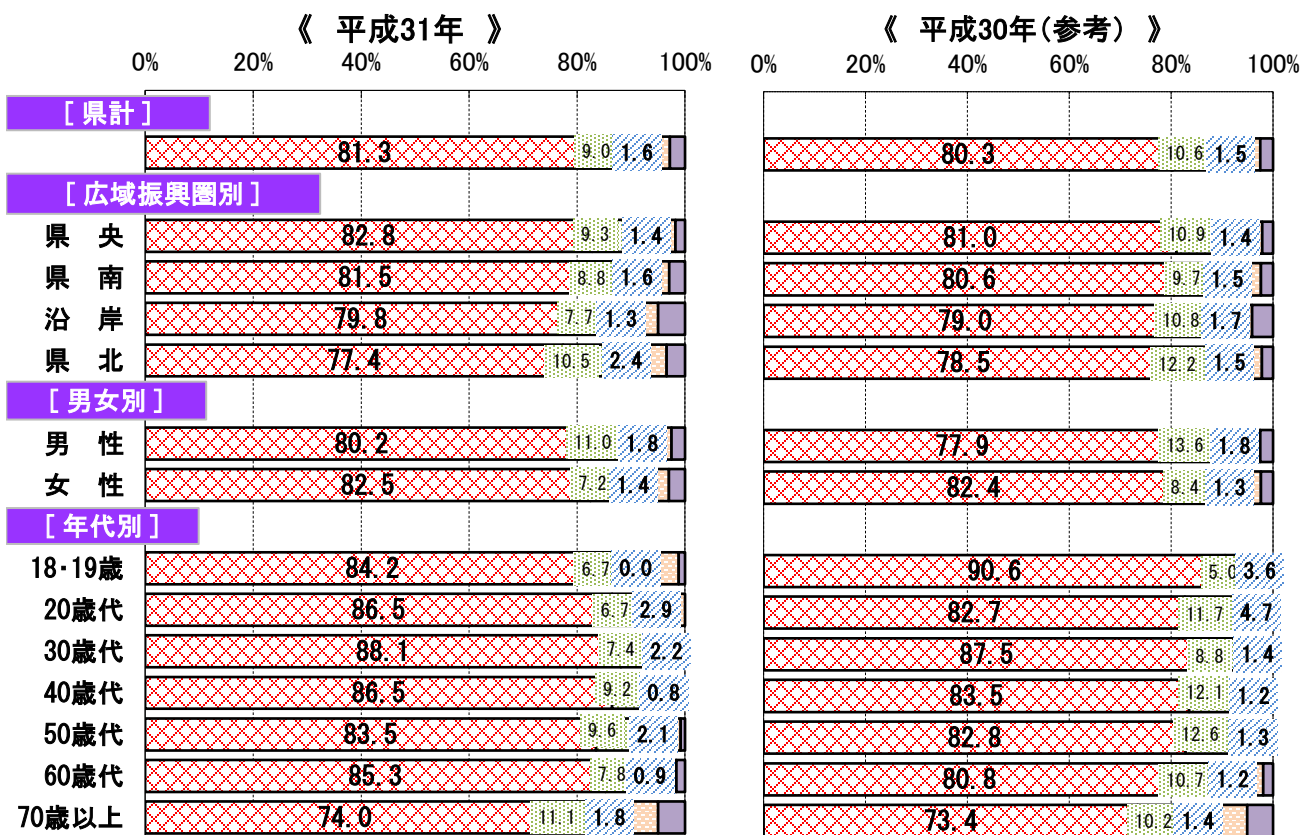 《 平成31年 》 《 平成30年(参考) 》
0% 20% 40% 60% 80% 100% 0% 20% 40% 60% 80% 100%
[ 県計 ]
81.3 9.0 1.6 80.3 10.6 1.5
[ 広域振興圏別 ]
県 央 82.8 9.3 1.4 81.0 10.9 1.4
県 南 81.5 8.8 1.6 80.6 9.7 1.5
沿 岸 79.8 7.7 1.3 79.0 10.8 1.7
県 北 77.4 10.5 2.4 78.5 12.2 1.5
[ 男女別 ]
男 性 80.2 11.0 1.8 77.9 13.6 1.8
女 性 82.5 7.2 1.4 82.4 8.4 1.3
[ 年代別 ]
18・19歳 84.2 6.7 0.0 90.6 5.0 3.6
20歳代 86.5 6.7 2.9 82.7 11.7 4.7
30歳代 88.1 7.4 2.2 87.5 8.8 1.4
40歳代 86.5 9.2 0.8 83.5 12.1 1.2
50歳代 83.5 9.6 2.1 82.8 12.6 1.3
60歳代 85.3 7.8 0.9 80.8 10.7 1.2
70歳以上 74.0 11.1 1.8 73.4 10.2 1.4